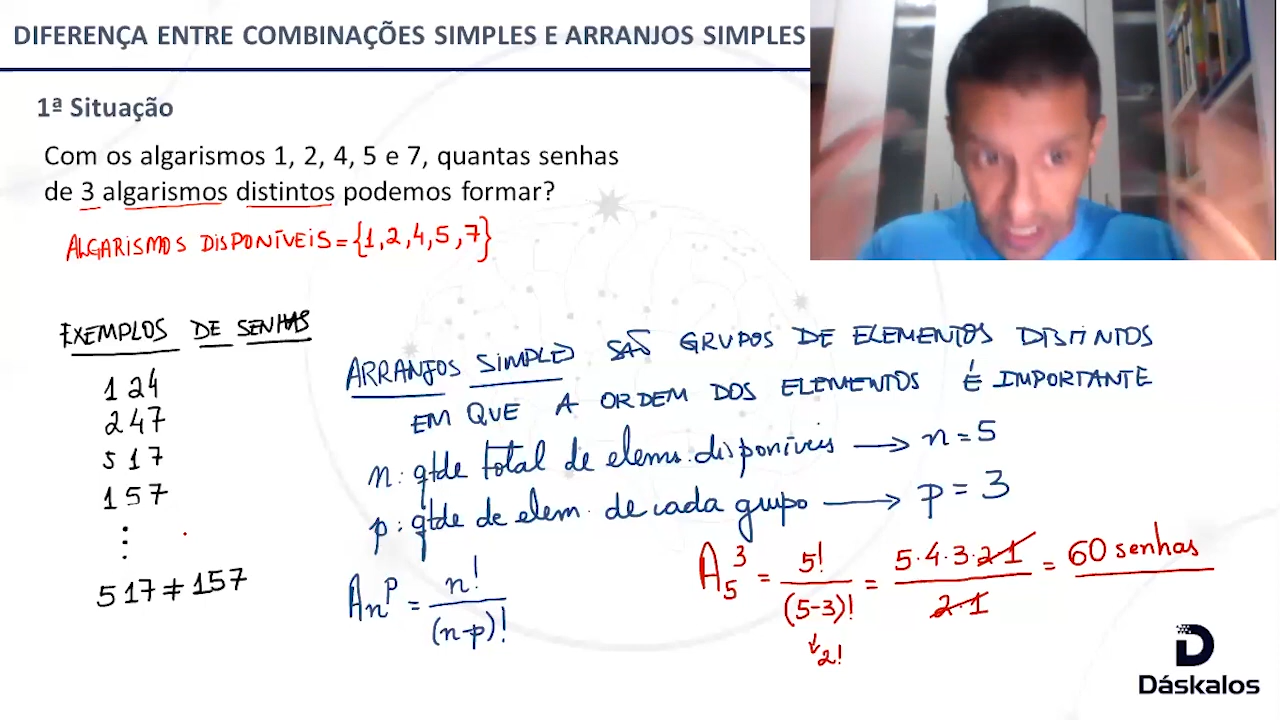 DIFERENÇA ENTRE COMBINAÇÕES SIMPLES E ARRANJOS SIMPLES
1ª Situação
Com os algarismos 1, 2, 4, 5 e 7, quantas senhas
de 3 algarismos distintos podemos formar?
ALGARISMOS DISPONÍVEIS = {1,2,4,5,7}
EXEMPLOS DE SENHAS
124
247
517
157
⋮
517 ≠ 157
ARRANJOS SIMPLES SÃO GRUPOS DE ELEMENTOS DISTINTOS
EM QUE A ORDEM DOS ELEMENTOS É IMPORTANTE
n: qtde total de elems. disponíveis → n = 5
p: qtde de elem. de cada grupo → p = 3
Aₙᵖ = n!/(n-p)!
A₅³ = 5!/(5-3)! = 5·4·3·2·1/2·1 = 60 senhas
↓ 2!
Dáskalos